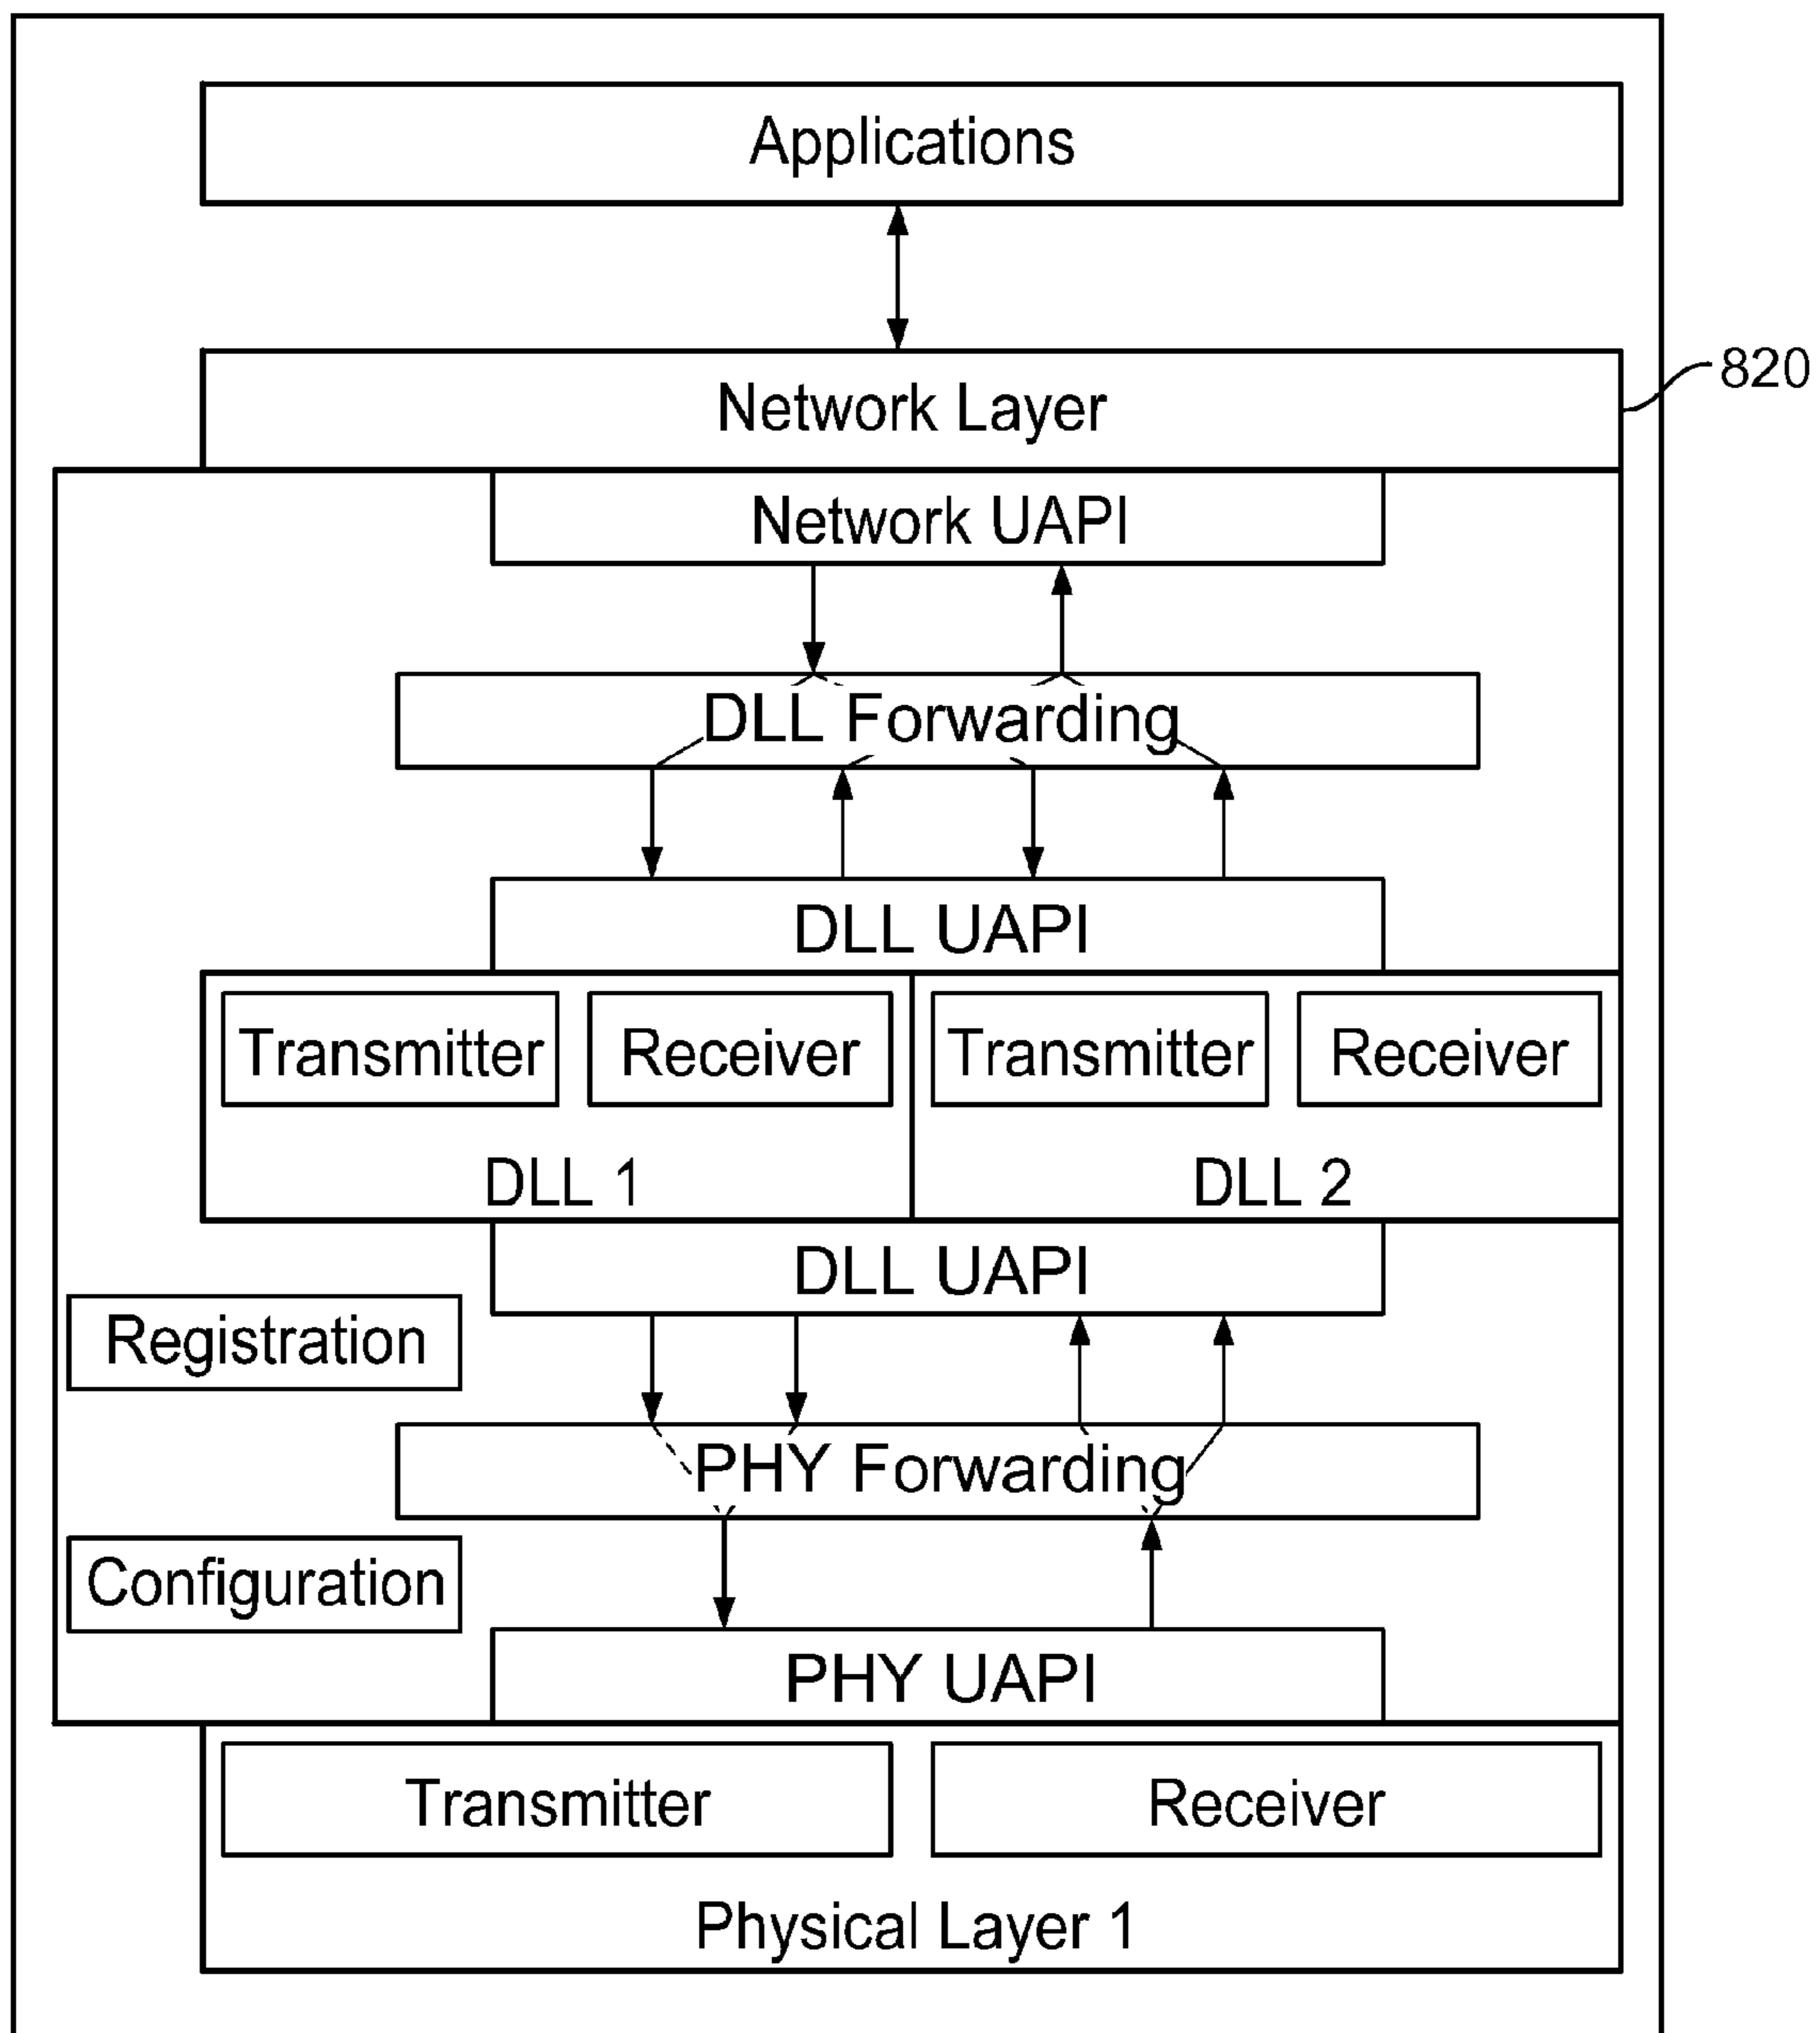 Applications
820
Network Layer
Network UAPI
DLL Forwarding
DLL UAPI
Transmitter Receiver Transmitter Receiver
DLL 1 DLL 2
DLL UAPI
Registration
PHY Forwarding
Configuration
PHY UAPI
Transmitter Receiver
Physical Layer 1